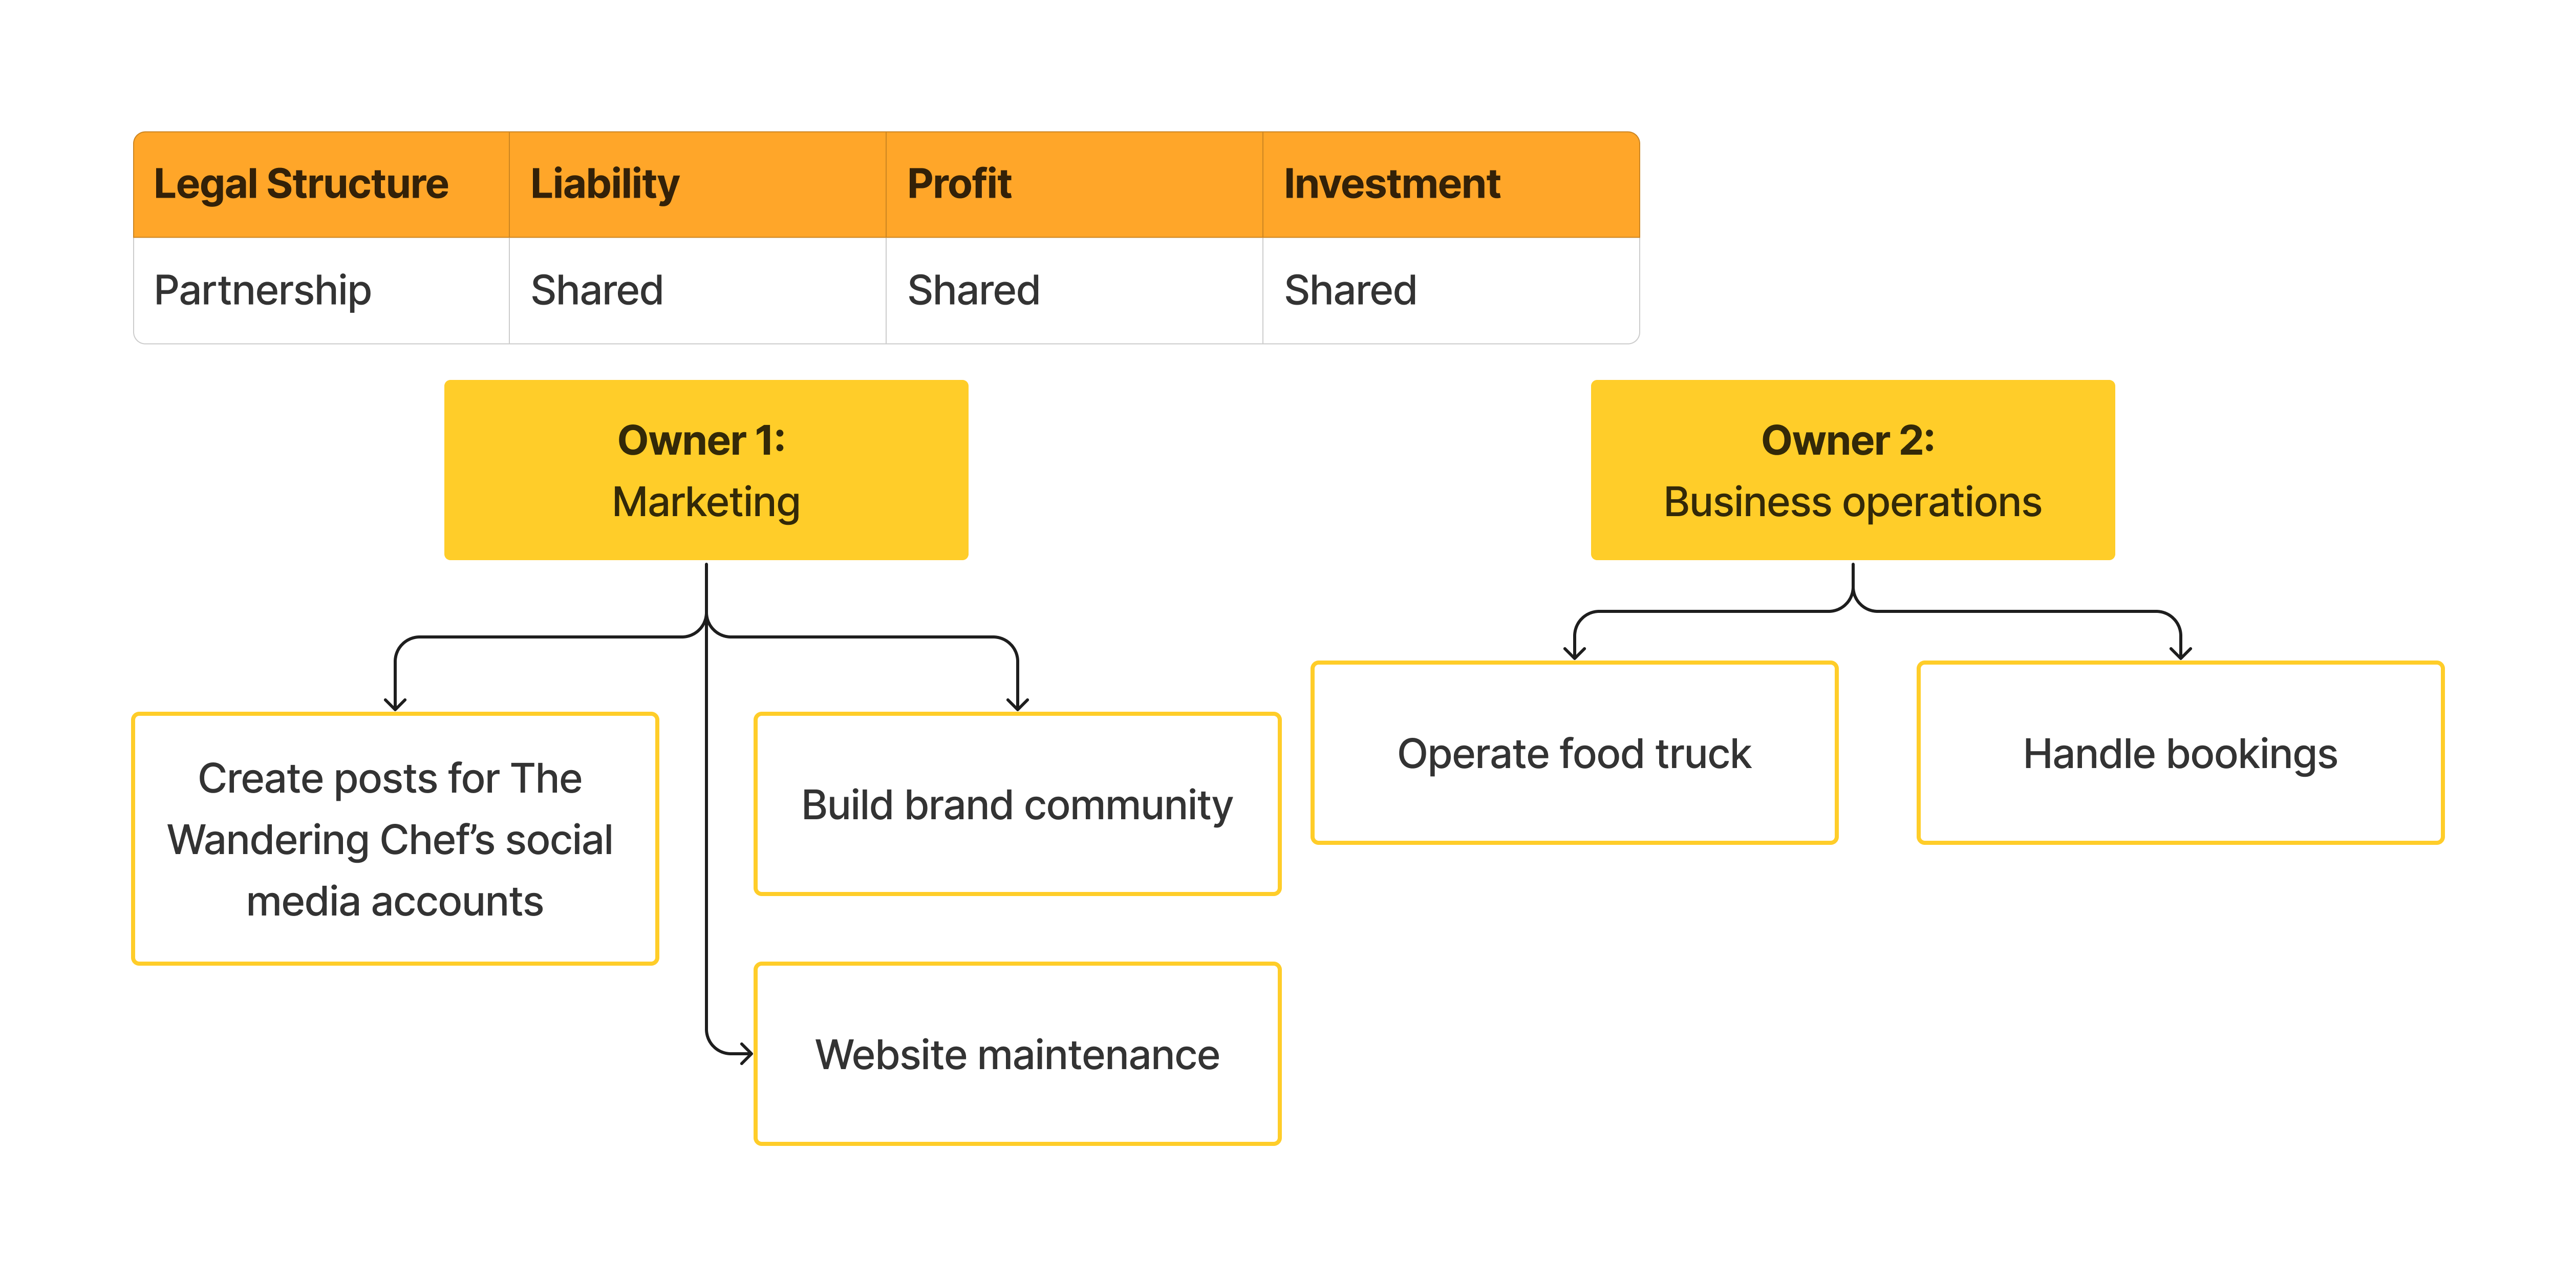 Legal Structure
Liability
Profit
Investment
Partnership
Shared
Shared
Shared
Owner 1:
Marketing
Create posts for The
Wandering Chef’s social
media accounts
Build brand community
Website maintenance
Owner 2:
Business operations
Operate food truck
Handle bookings